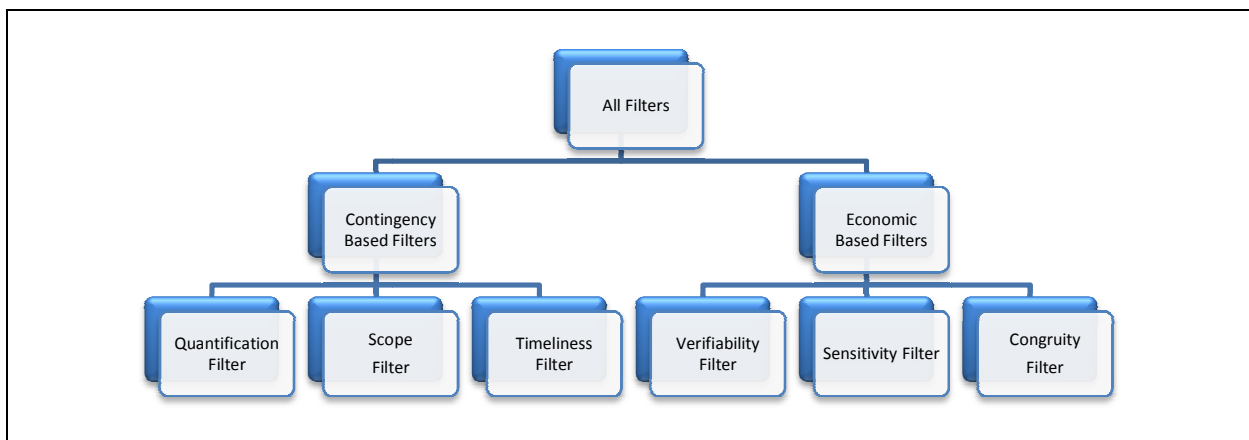 All Filters
Contingency
Based Filters
Economic
Based Filters
Quantification
Filter
Scope
Filter
Timeliness
Filter
Verifiability
Filter
Sensitivity Filter
Congruity
Filter